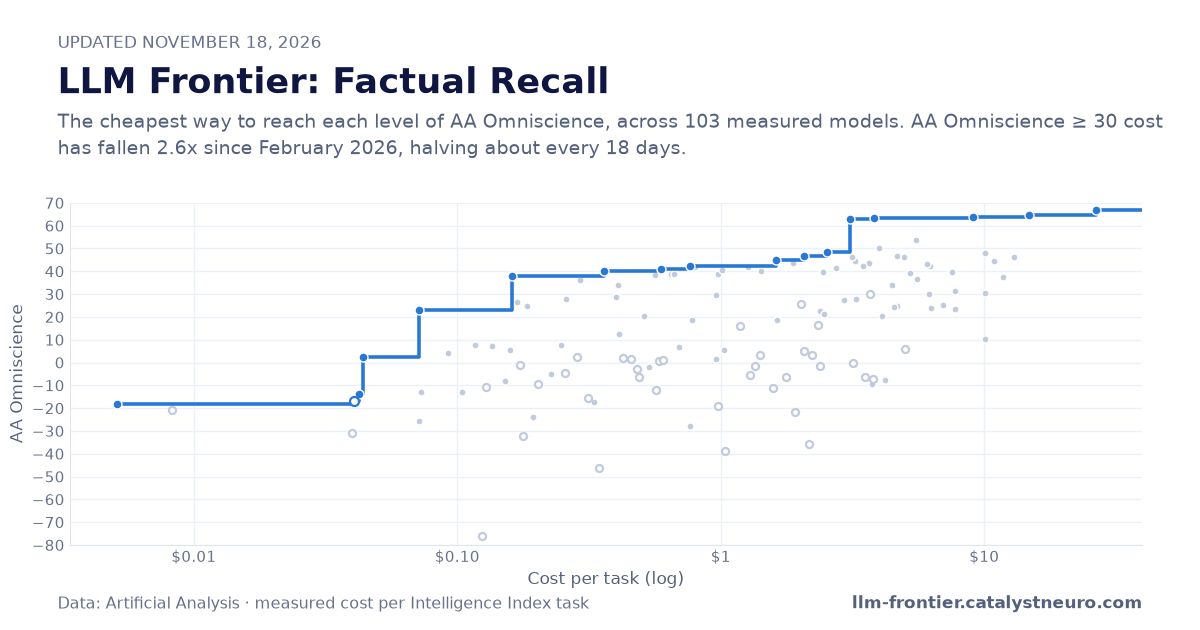 UPDATED NOVEMBER 18, 2026
LLM Frontier: Factual Recall
The cheapest way to reach each level of AA Omniscience, across 103 measured models. AA Omniscience ≥ 30 cost
has fallen 2.6x since February 2026, halving about every 18 days.
AA Omniscience
70
60
50
40
30
20
10
0
−10
−20
−30
−40
−50
−60
−70
−80
$0.01
$0.10
$1
$10
Cost per task (log)
Data: Artificial Analysis · measured cost per Intelligence Index task
llm-frontier.catalystneuro.com